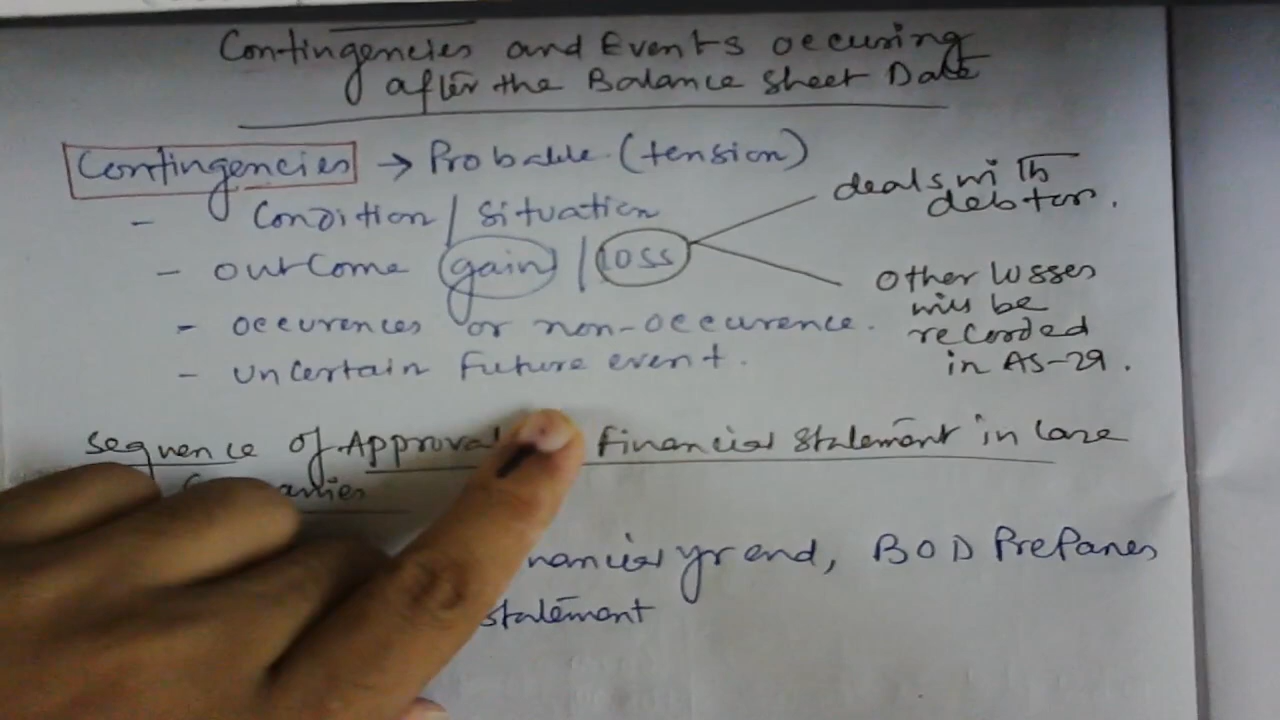 Contingencies and Events occuring
after the Balance Sheet Date
Contingencies → Probable (tension)
- Condition / Situation
- outcome gain / loss
- occurences or non-occurence.
- uncertain future event.
deals with
debtors.
Other losses
will be
recorded
in AS-29.
Sequence of Approval financial Statement in case
financial yr end, BOD Prepares
statement